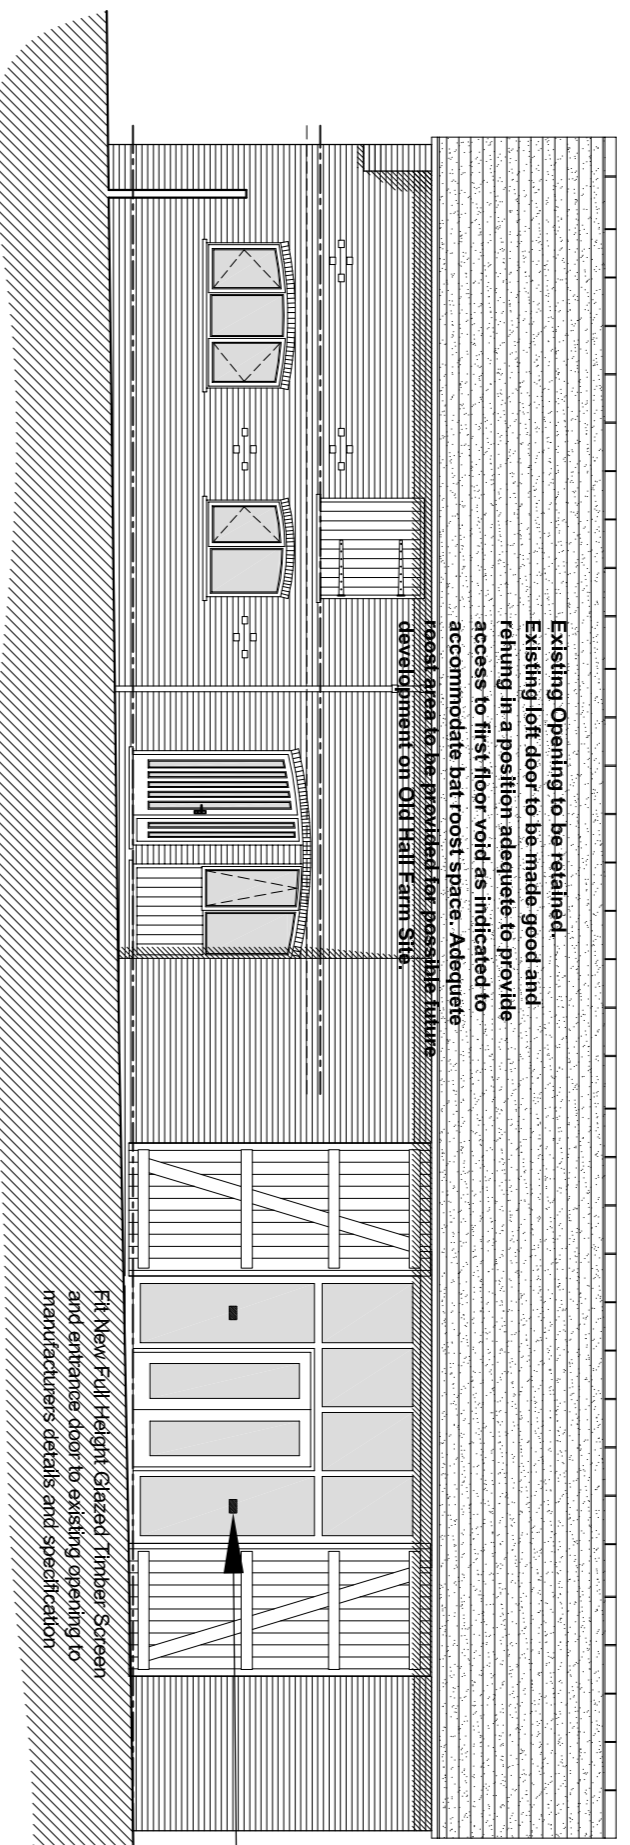 Existing Opening to be retained.
Existing loft door to be made good and
rehung in a position adequete to provide
access to first floor void as indicated to
accommodate bat roost space. Adequete
roost area to be provided for possible future
development on Old Hall Farm Site.
Fit New Full Height Glazed Timber Screen
and entrance door to existing opening to
manufacturers details and specification